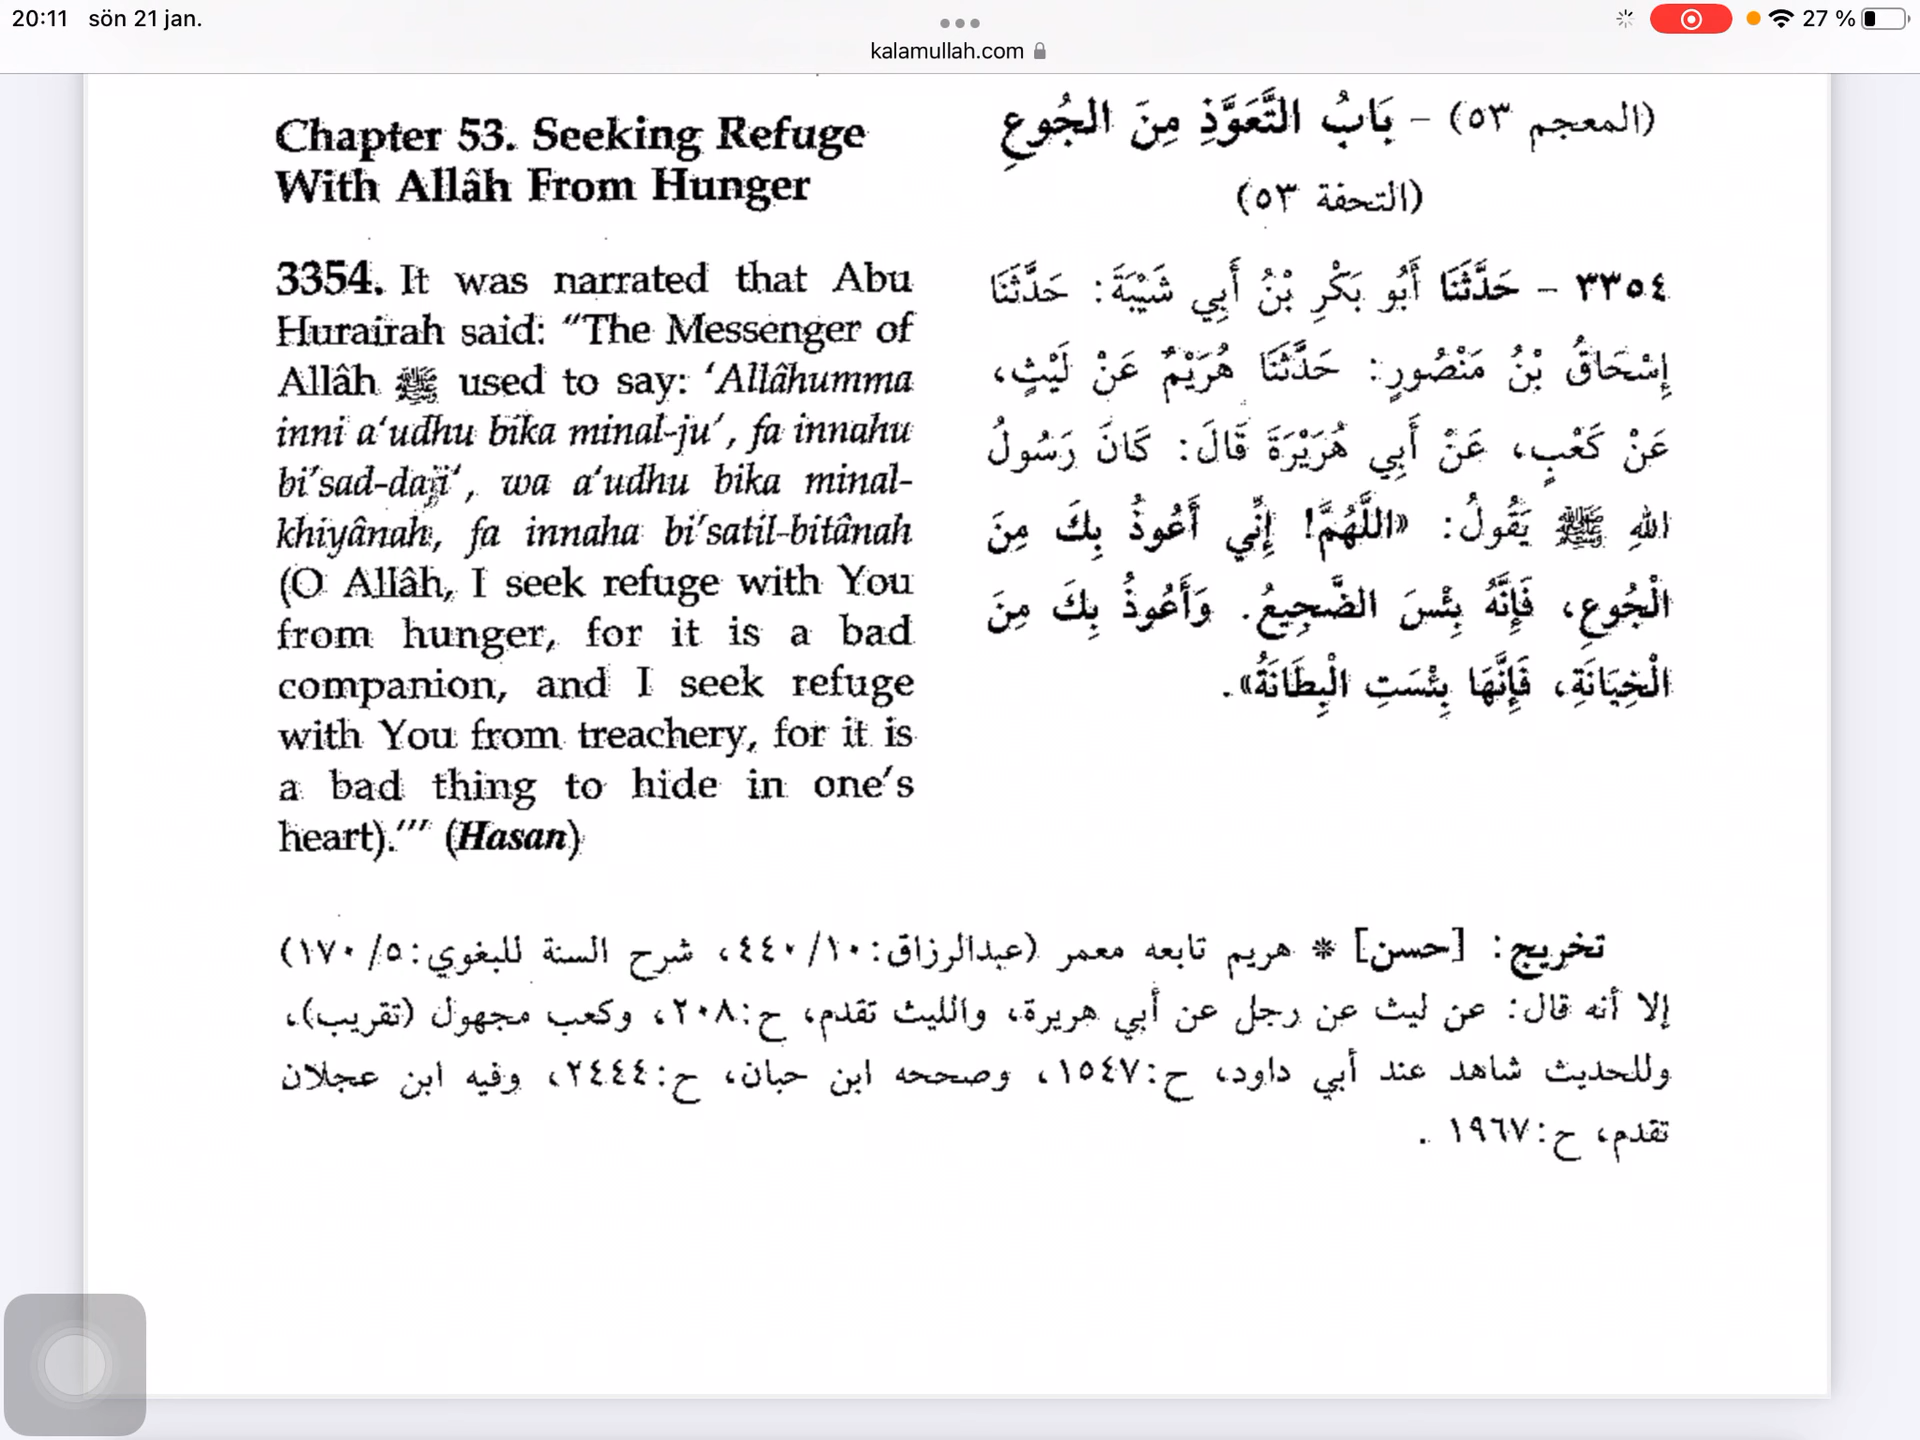 20:11 sön 21 jan.
27 %
kalamullah.com
Chapter 53. Seeking Refuge
With Allâh From Hunger
(المعجم ٥٣) - بَابُ التَّعَوَّذِ مِنَ الجُوعِ
(التحفة ٥٣)
3354. It was narrated that Abu
Hurairah said: “The Messenger of
Allâh ﷺ used to say: ‘Allâhumma
inni a‘udhu bika minal-ju’, fa innahu
bi’sad-daji‘, wa a‘udhu bika minal-
khiyânah, fa innaha bi’satil-bitânah
(O Allâh, I seek refuge with You
from hunger, for it is a bad
companion, and I seek refuge
with You from treachery, for it is
a bad thing to hide in one’s
heart).’” (Hasan)
٣٣٥٤ - حَدَّثَنَا أَبُو بَكْرِ بْنُ أَبِي شَيْبَةَ: حَدَّثَنَا
إِسْحَاقُ بْنُ مَنْصُورٍ: حَدَّثَنَا هُرَيْمٌ عَنْ لَيْثٍ،
عَنْ كَعْبٍ، عَنْ أَبِي هُرَيْرَةَ قَالَ: كَانَ رَسُولُ
اللهِ ﷺ يَقُولُ: «اللَّهُمَّ! إِنِّي أَعُوذُ بِكَ مِنَ
الْجُوعِ، فَإِنَّهُ بِئْسَ الضَّجِيعُ. وَأَعُوذُ بِكَ مِنَ
الْخِيَانَةِ، فَإِنَّهَا بِئْسَتِ الْبِطَانَةُ».
تخريج: [حسن] * هريم تابعه معمر (عبدالرزاق: ١٠/ ٤٤٠، شرح السنة للبغوي: ٥/ ١٧٠)
إلا أنه قال: عن ليث عن رجل عن أبي هريرة، والليث تقدم، ح: ٢٠٨، وكعب مجهول (تقريب)،
وللحديث شاهد عند أبي داود، ح: ١٥٤٧، وصححه ابن حبان، ح: ٢٤٤٤، وفيه ابن عجلان
تقدم، ح: ١٩٦٧ .